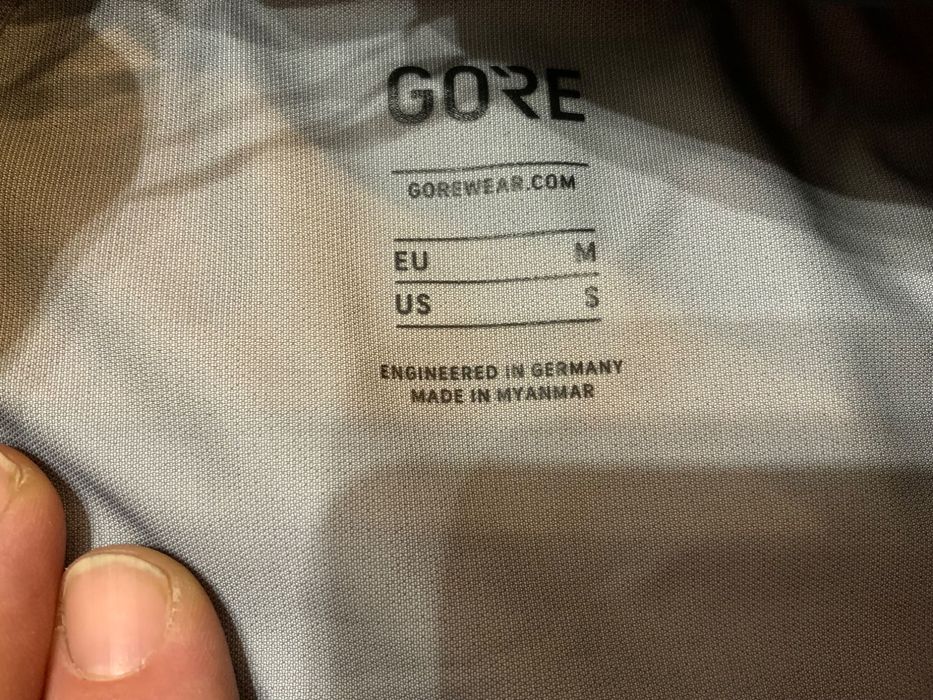 GORE
GOREWEAR.COM
EU M
US S
ENGINEERED IN GERMANY
MADE IN MYANMAR